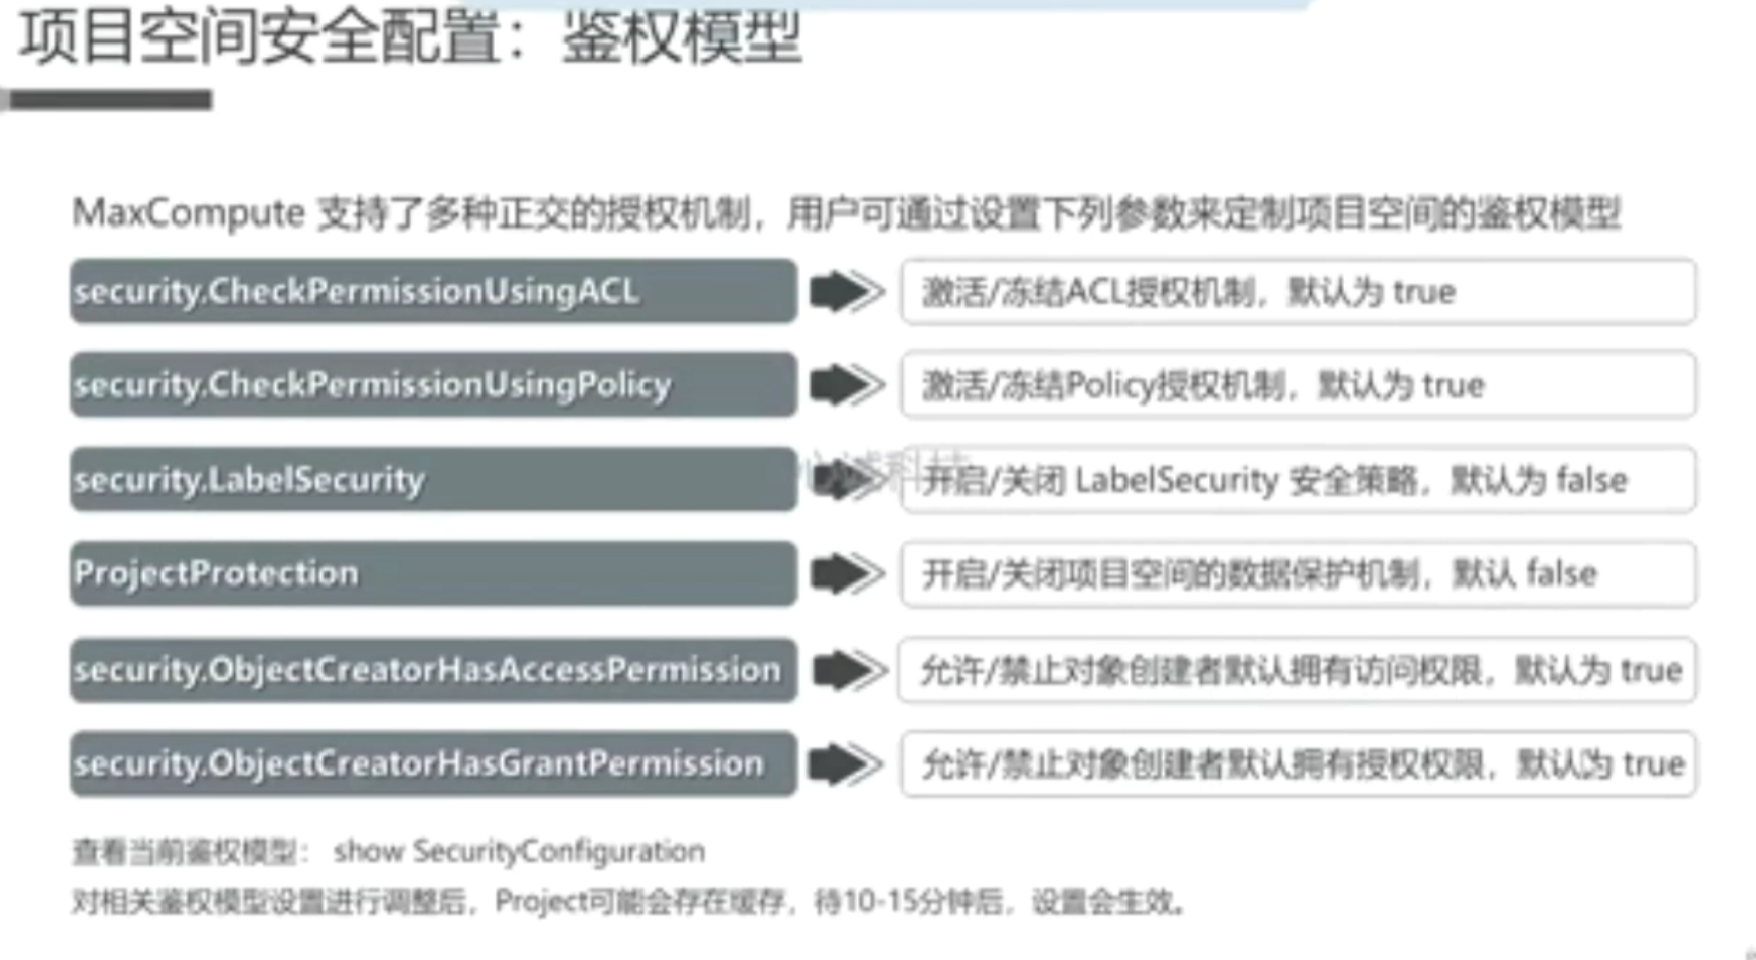 项目空间安全配置：鉴权模型
MaxCompute 支持了多种正交的授权机制，用户可通过设置下列参数来定制项目空间的鉴权模型
security.CheckPermissionUsingACL
激活/冻结ACL授权机制，默认为 true
security.CheckPermissionUsingPolicy
激活/冻结Policy授权机制，默认为 true
security.LabelSecurity
开启/关闭 LabelSecurity 安全策略，默认为 false
ProjectProtection
开启/关闭项目空间的数据保护机制，默认 false
security.ObjectCreatorHasAccessPermission
允许/禁止对象创建者默认拥有访问权限，默认为 true
security.ObjectCreatorHasGrantPermission
允许/禁止对象创建者默认拥有授权权限，默认为 true
查看当前鉴权模型： show SecurityConfiguration
对相关鉴权模型设置进行调整后，Project可能会存在缓存，待10-15分钟后，设置会生效。